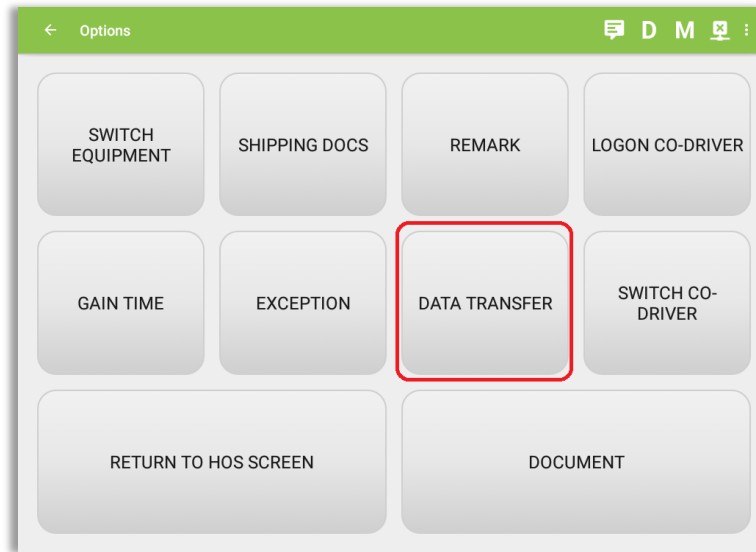 Options
D M
SWITCH
EQUIPMENT
SHIPPING DOCS
REMARK
LOGON CO-DRIVER
GAIN TIME
EXCEPTION
DATA TRANSFER
SWITCH CO-
DRIVER
RETURN TO HOS SCREEN
DOCUMENT